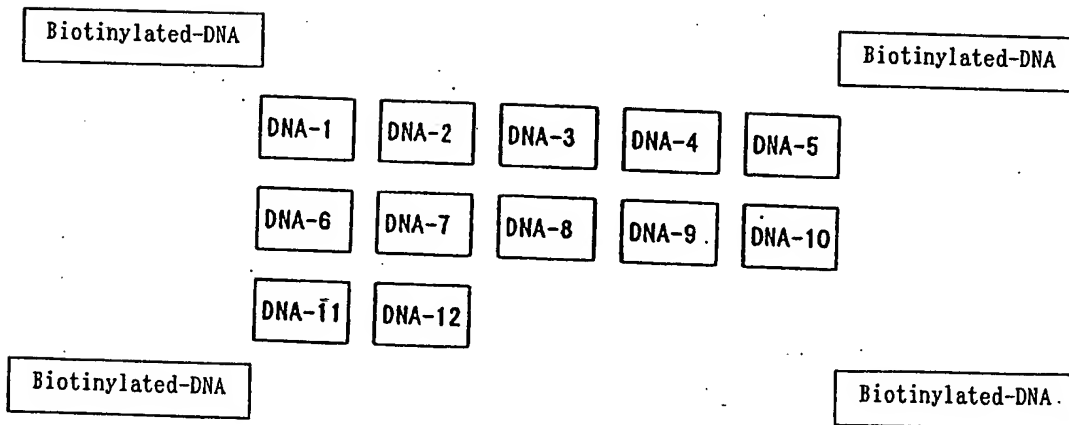 Biotinylated-DNA
Biotinylated-DNA
DNA-1 DNA-2 DNA-3 DNA-4 DNA-5
DNA-6 DNA-7 DNA-8 DNA-9 DNA-10
DNA-11 DNA-12
Biotinylated-DNA
Biotinylated-DNA